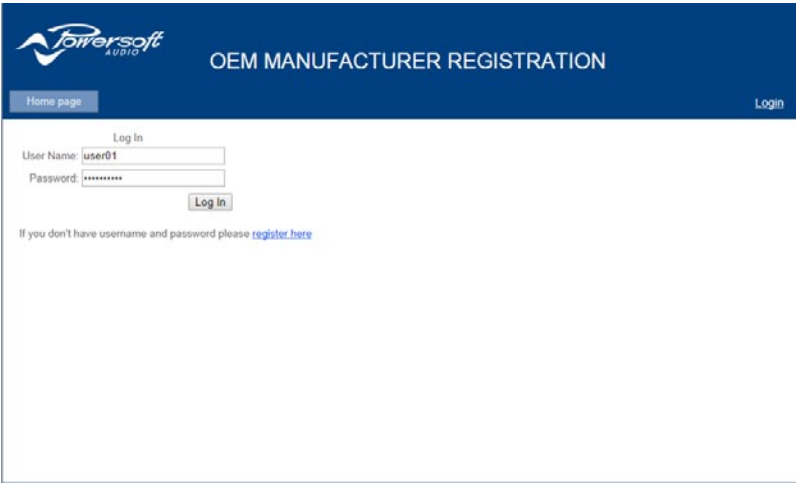 Powersoft
AUDIO
OEM MANUFACTURER REGISTRATION
Home page
Login
Log In
User Name: user01
Password: ••••••••••
Log In
If you don't have username and password please register here